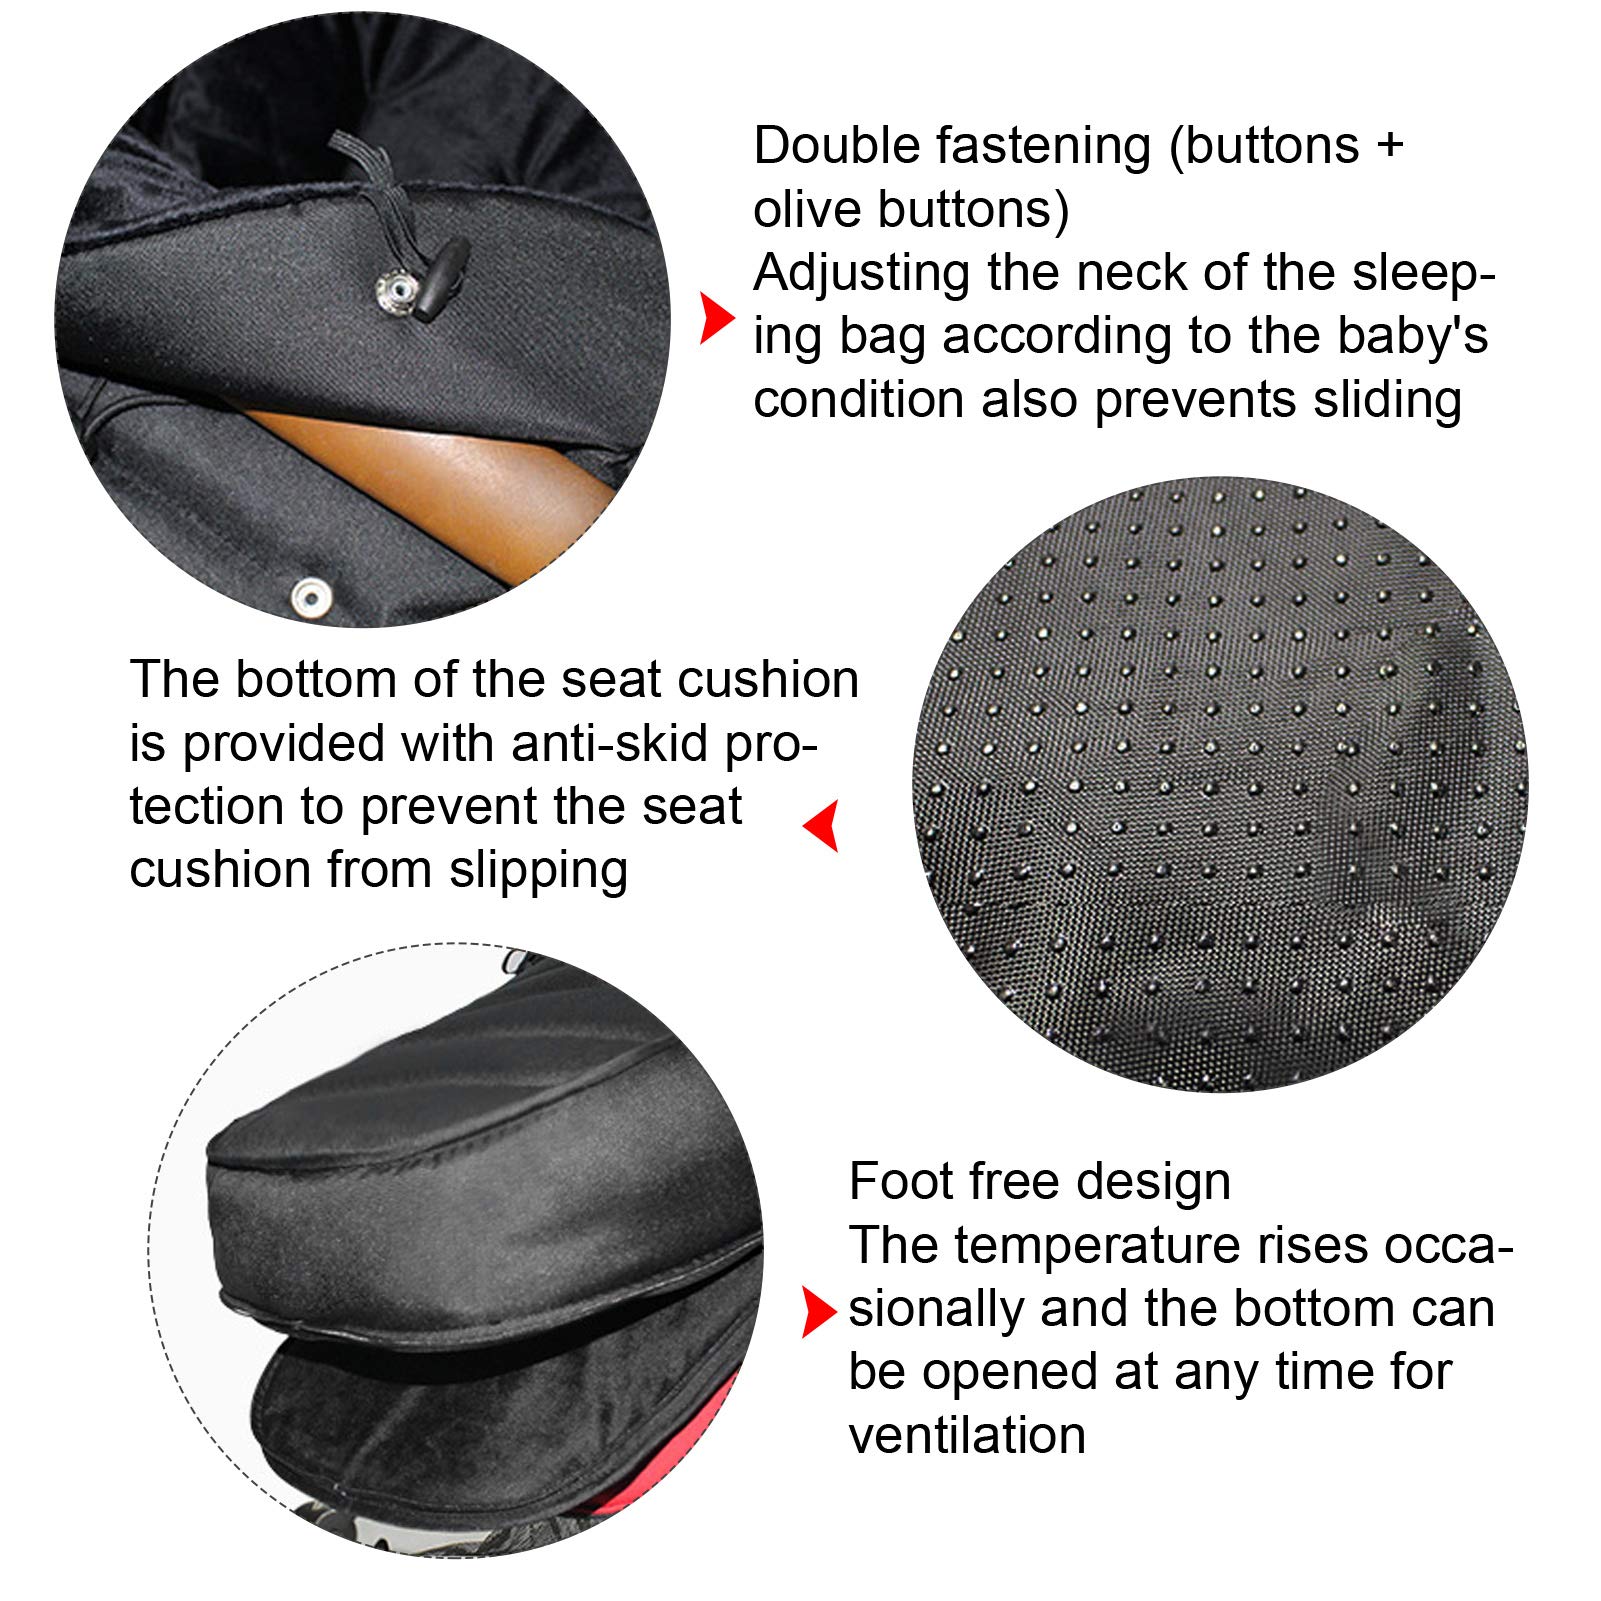 Double fastening (buttons +
olive buttons)
Adjusting the neck of the sleep-
ing bag according to the baby's
condition also prevents sliding
The bottom of the seat cushion
is provided with anti-skid pro-
tection to prevent the seat
cushion from slipping
Foot free design
The temperature rises occa-
sionally and the bottom can
be opened at any time for
ventilation